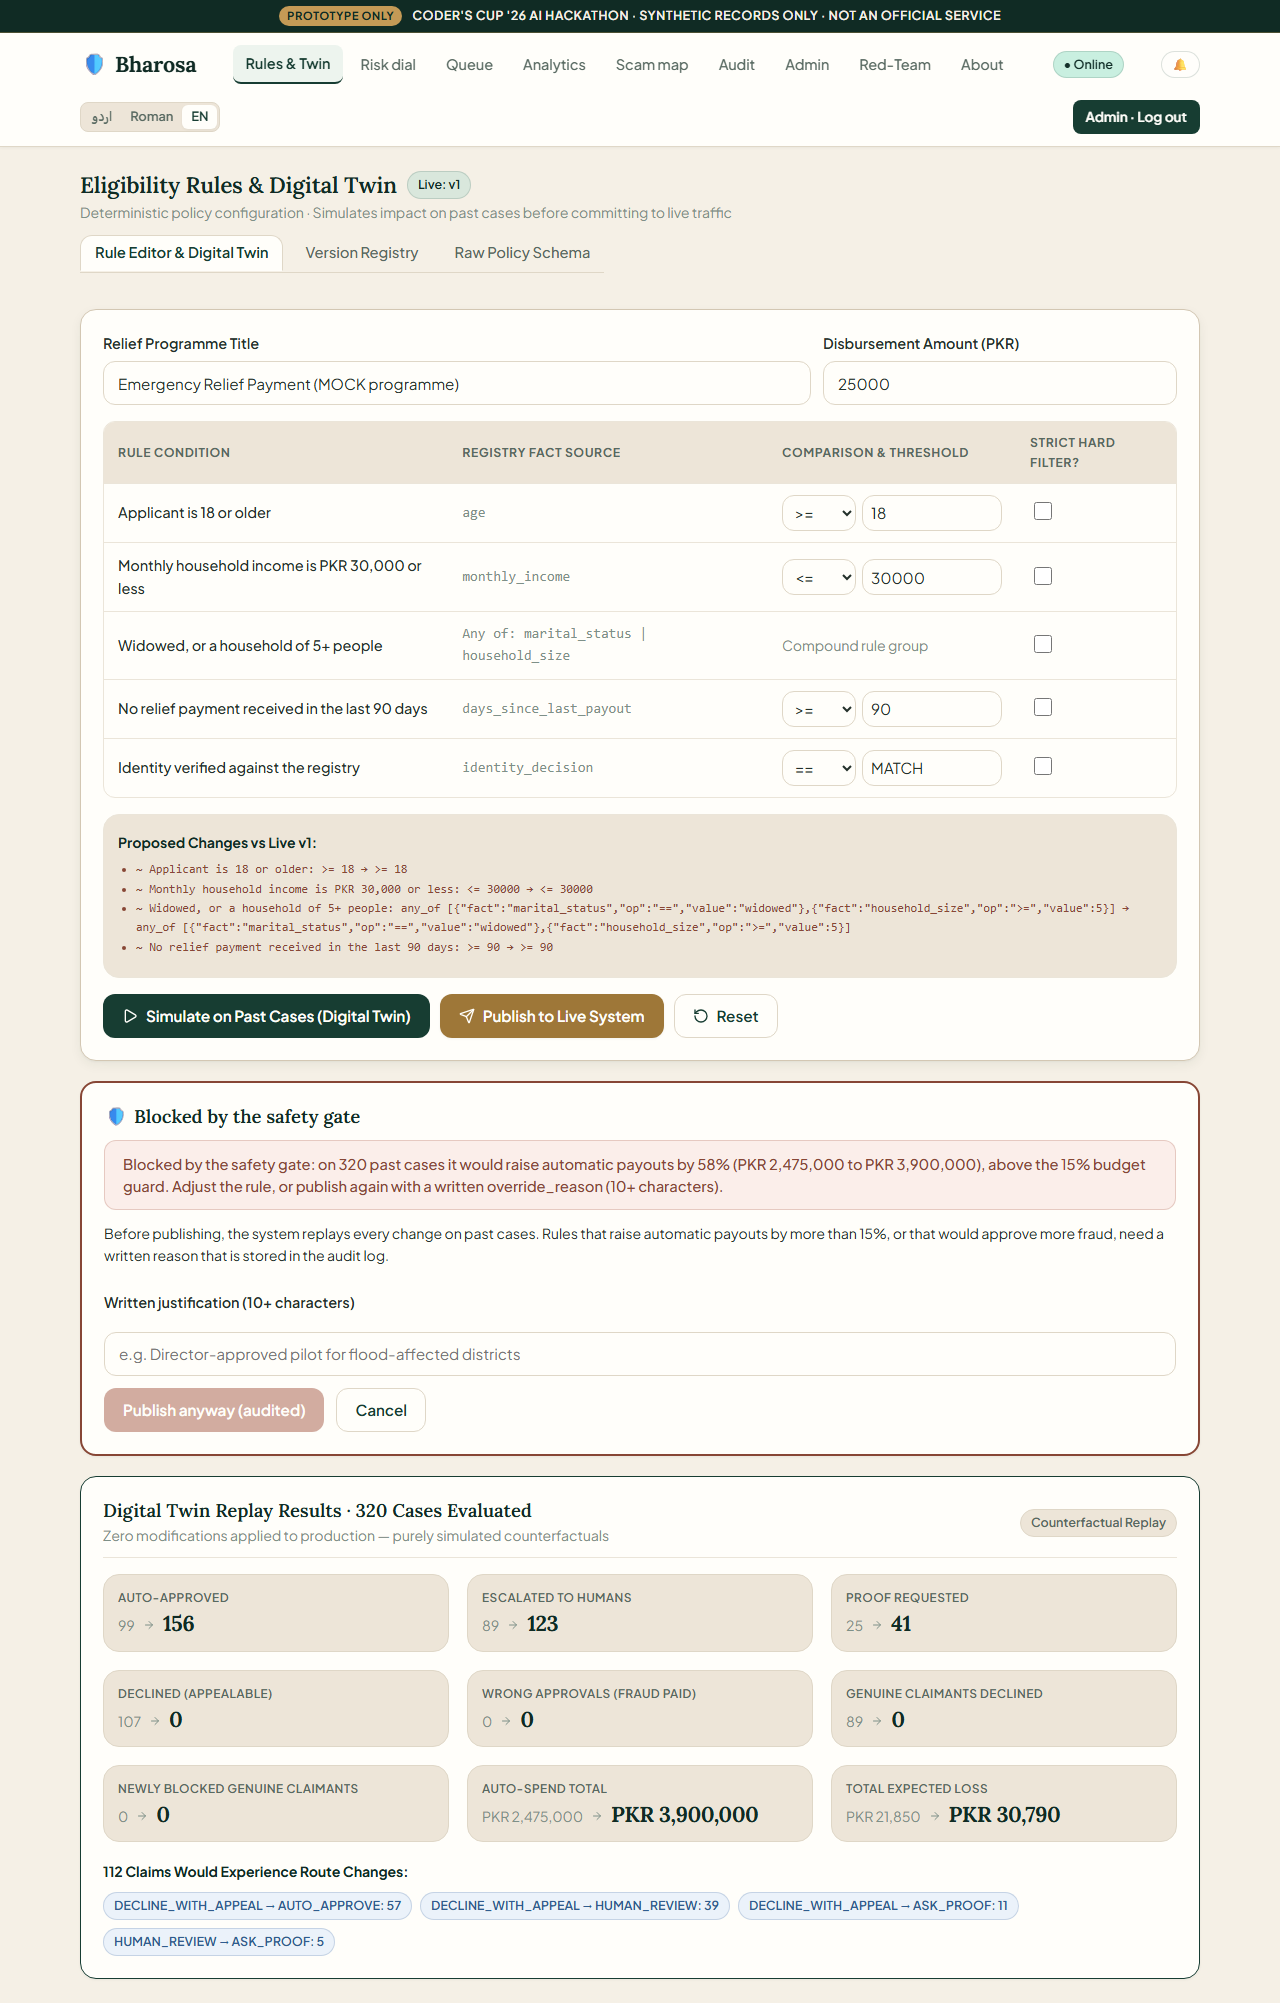 PROTOTYPE ONLY CODER'S CUP '26 AI HACKATHON · SYNTHETIC RECORDS ONLY · NOT AN OFFICIAL SERVICE
Bharosa Rules & Twin Risk dial Queue Analytics Scam map Audit Admin Red-Team About • Online
اردو Roman EN Admin · Log out
Eligibility Rules & Digital Twin Live: v1
Deterministic policy configuration · Simulates impact on past cases before committing to live traffic
Rule Editor & Digital Twin Version Registry Raw Policy Schema
Relief Programme Title Disbursement Amount (PKR)
Emergency Relief Payment (MOCK programme) 25000
RULE CONDITION REGISTRY FACT SOURCE COMPARISON & THRESHOLD STRICT HARD
FILTER?
Applicant is 18 or older age >= 18
Monthly household income is PKR 30,000 or
less monthly_income <= 30000
Widowed, or a household of 5+ people Any of: marital_status |
household_size Compound rule group
No relief payment received in the last 90 days days_since_last_payout >= 90
Identity verified against the registry identity_decision == MATCH
Proposed Changes vs Live v1:
• ~ Applicant is 18 or older: >= 18 → >= 18
• ~ Monthly household income is PKR 30,000 or less: <= 30000 → <= 30000
• ~ Widowed, or a household of 5+ people: any_of [{"fact":"marital_status","op":"==","value":"widowed"},{"fact":"household_size","op":">=","value":5}] →
any_of [{"fact":"marital_status","op":"==","value":"widowed"},{"fact":"household_size","op":">=","value":5}]
• ~ No relief payment received in the last 90 days: >= 90 → >= 90
Simulate on Past Cases (Digital Twin) Publish to Live System Reset
Blocked by the safety gate
Blocked by the safety gate: on 320 past cases it would raise automatic payouts by 58% (PKR 2,475,000 to PKR 3,900,000), above the 15% budget
guard. Adjust the rule, or publish again with a written override_reason (10+ characters).
Before publishing, the system replays every change on past cases. Rules that raise automatic payouts by more than 15%, or that would approve more fraud, need a
written reason that is stored in the audit log.
Written justification (10+ characters)
e.g. Director-approved pilot for flood-affected districts
Publish anyway (audited) Cancel
Digital Twin Replay Results · 320 Cases Evaluated
Zero modifications applied to production — purely simulated counterfactuals Counterfactual Replay
AUTO-APPROVED ESCALATED TO HUMANS PROOF REQUESTED
99 → 156 89 → 123 25 → 41
DECLINED (APPEALABLE) WRONG APPROVALS (FRAUD PAID) GENUINE CLAIMANTS DECLINED
107 → 0 0 → 0 89 → 0
NEWLY BLOCKED GENUINE CLAIMANTS AUTO-SPEND TOTAL TOTAL EXPECTED LOSS
0 → 0 PKR 2,475,000 → PKR 3,900,000 PKR 21,850 → PKR 30,790
112 Claims Would Experience Route Changes:
DECLINE_WITH_APPEAL → AUTO_APPROVE: 57 DECLINE_WITH_APPEAL → HUMAN_REVIEW: 39 DECLINE_WITH_APPEAL → ASK_PROOF: 11
HUMAN_REVIEW → ASK_PROOF: 5